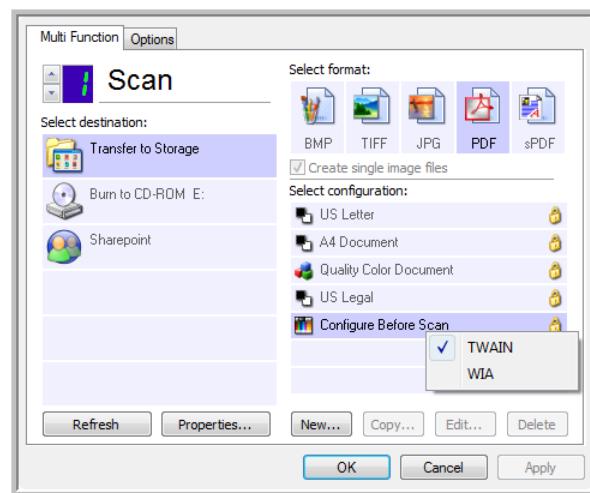 Multi Function
Options
1
Scan
Select destination:
Transfer to Storage
Burn to CD-ROM E:
Sharepoint
Refresh
Properties...
Select format:
BMP
TIFF
JPG
PDF
sPDF
Create single image files
Select configuration:
US Letter
A4 Document
Quality Color Document
US Legal
Configure Before Scan
TWAIN
WIA
New...
Copy...
Edit...
Delete
OK
Cancel
Apply